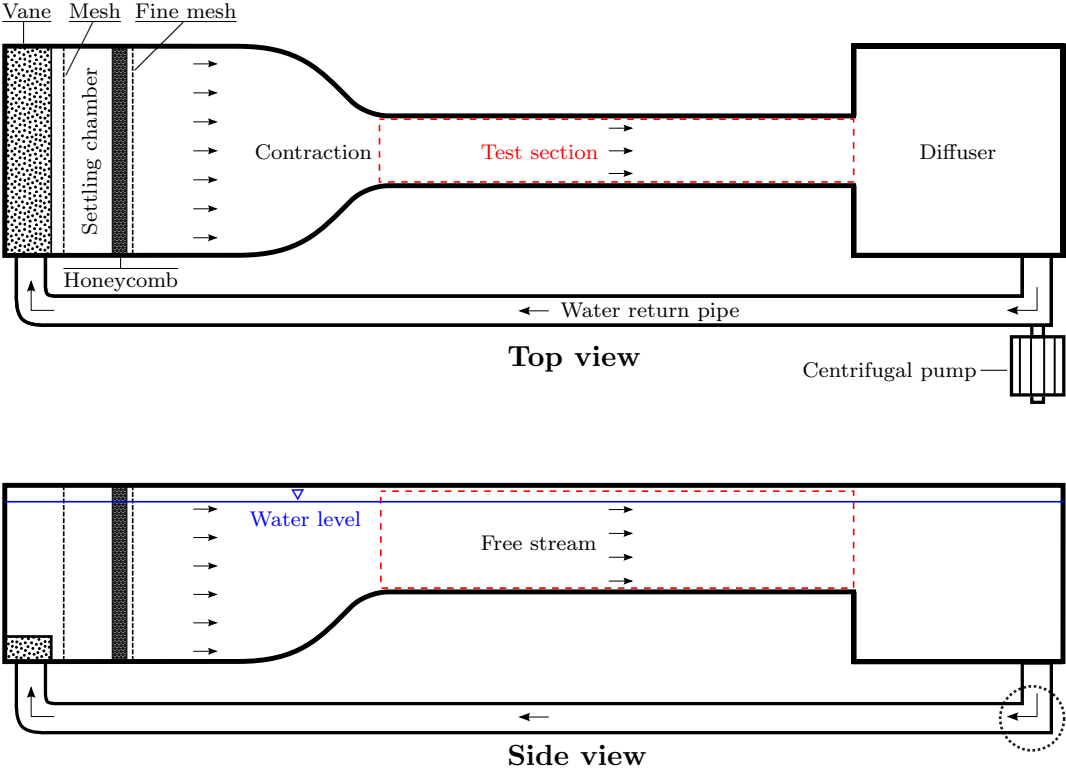 Vane
Mesh
Fine mesh
Settling chamber
Contraction
Test section
Diffuser
Honeycomb
Water return pipe
Top view
Centrifugal pump
Water level
Free stream
Side view